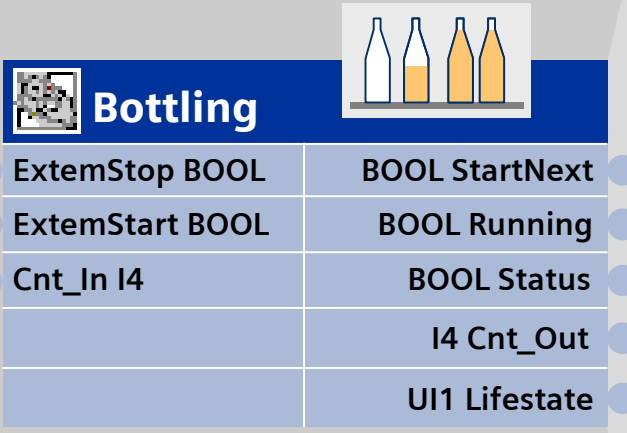 Bottling
ExtemStop BOOL
BOOL StartNext
ExtemStart BOOL
BOOL Running
Cnt_In I4
BOOL Status
I4 Cnt_Out
UI1 Lifestate